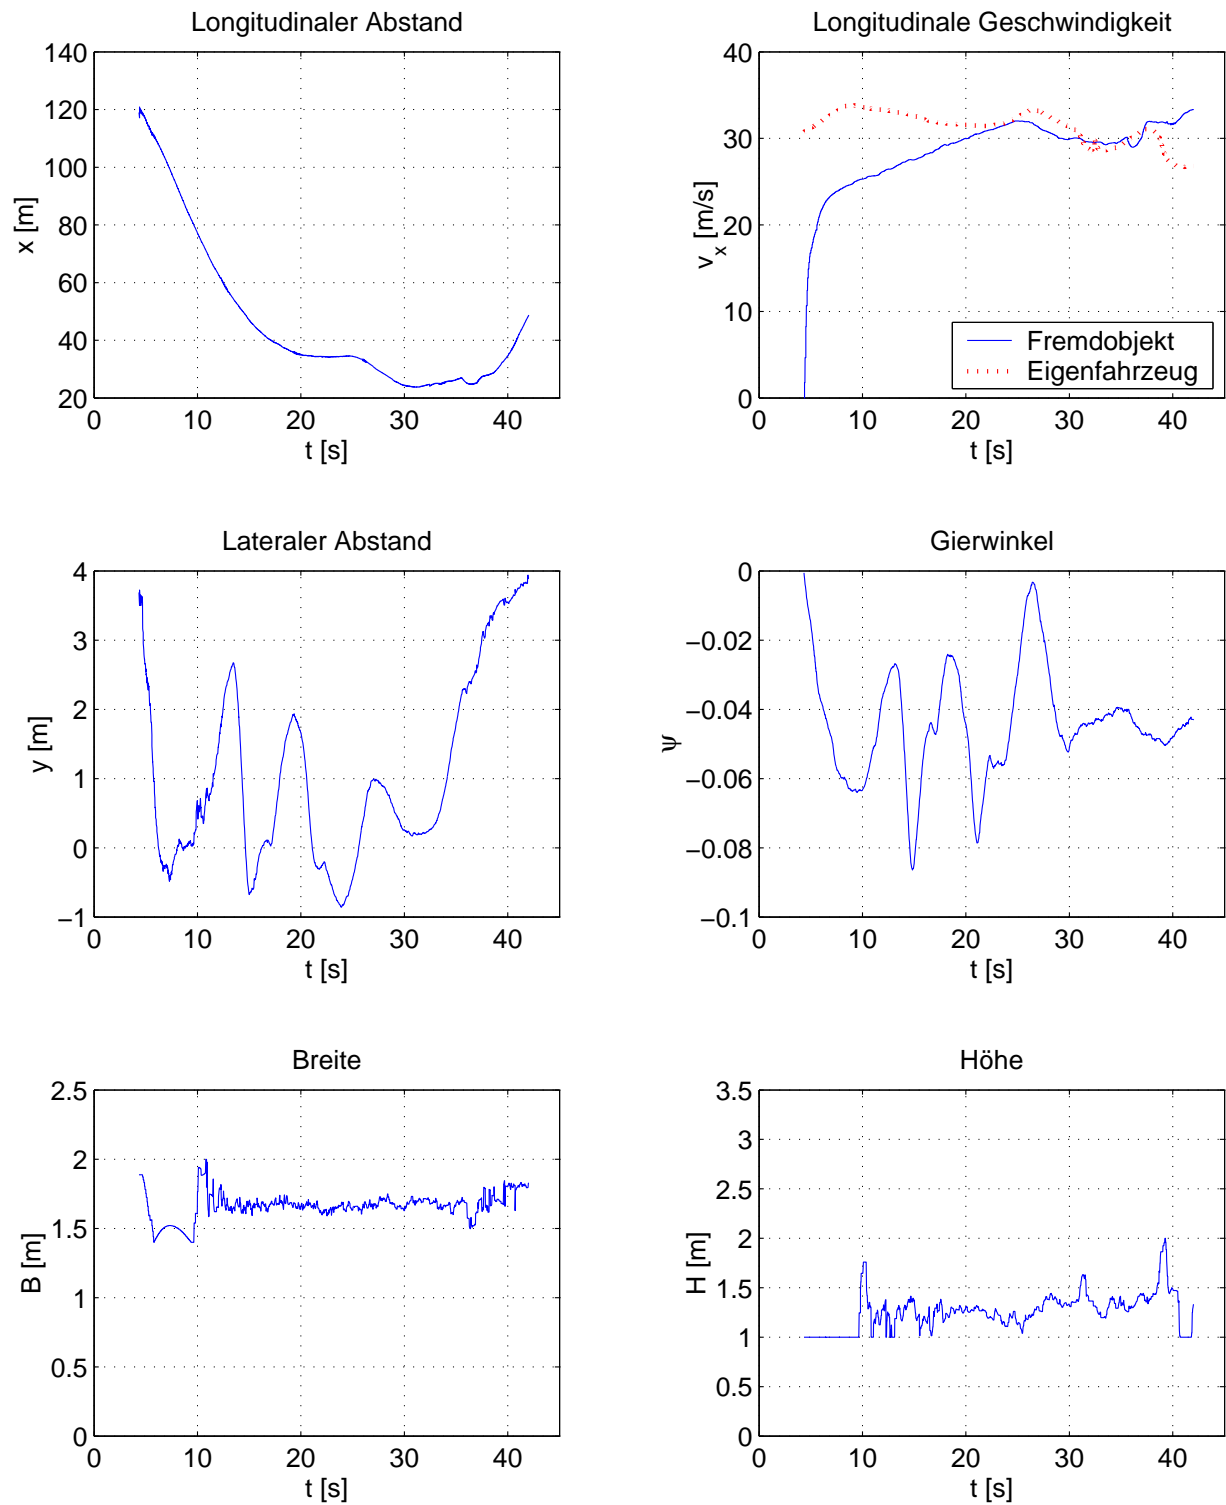 Longitudinaler Abstand
140
120
100
80
60
40
20
x [m]
0 10 20 30 40
t [s]
Longitudinale Geschwindigkeit
40
30
20
10
0
v_x [m/s]
Fremdobjekt
Eigenfahrzeug
0 10 20 30 40
t [s]
Lateraler Abstand
4
3
2
1
0
−1
y [m]
0 10 20 30 40
t [s]
Gierwinkel
0
−0.02
−0.04
−0.06
−0.08
−0.1
ψ
0 10 20 30 40
t [s]
Breite
2.5
2
1.5
1
0.5
0
B [m]
0 10 20 30 40
t [s]
Höhe
3.5
3
2.5
2
1.5
1
0.5
0
H [m]
0 10 20 30 40
t [s]